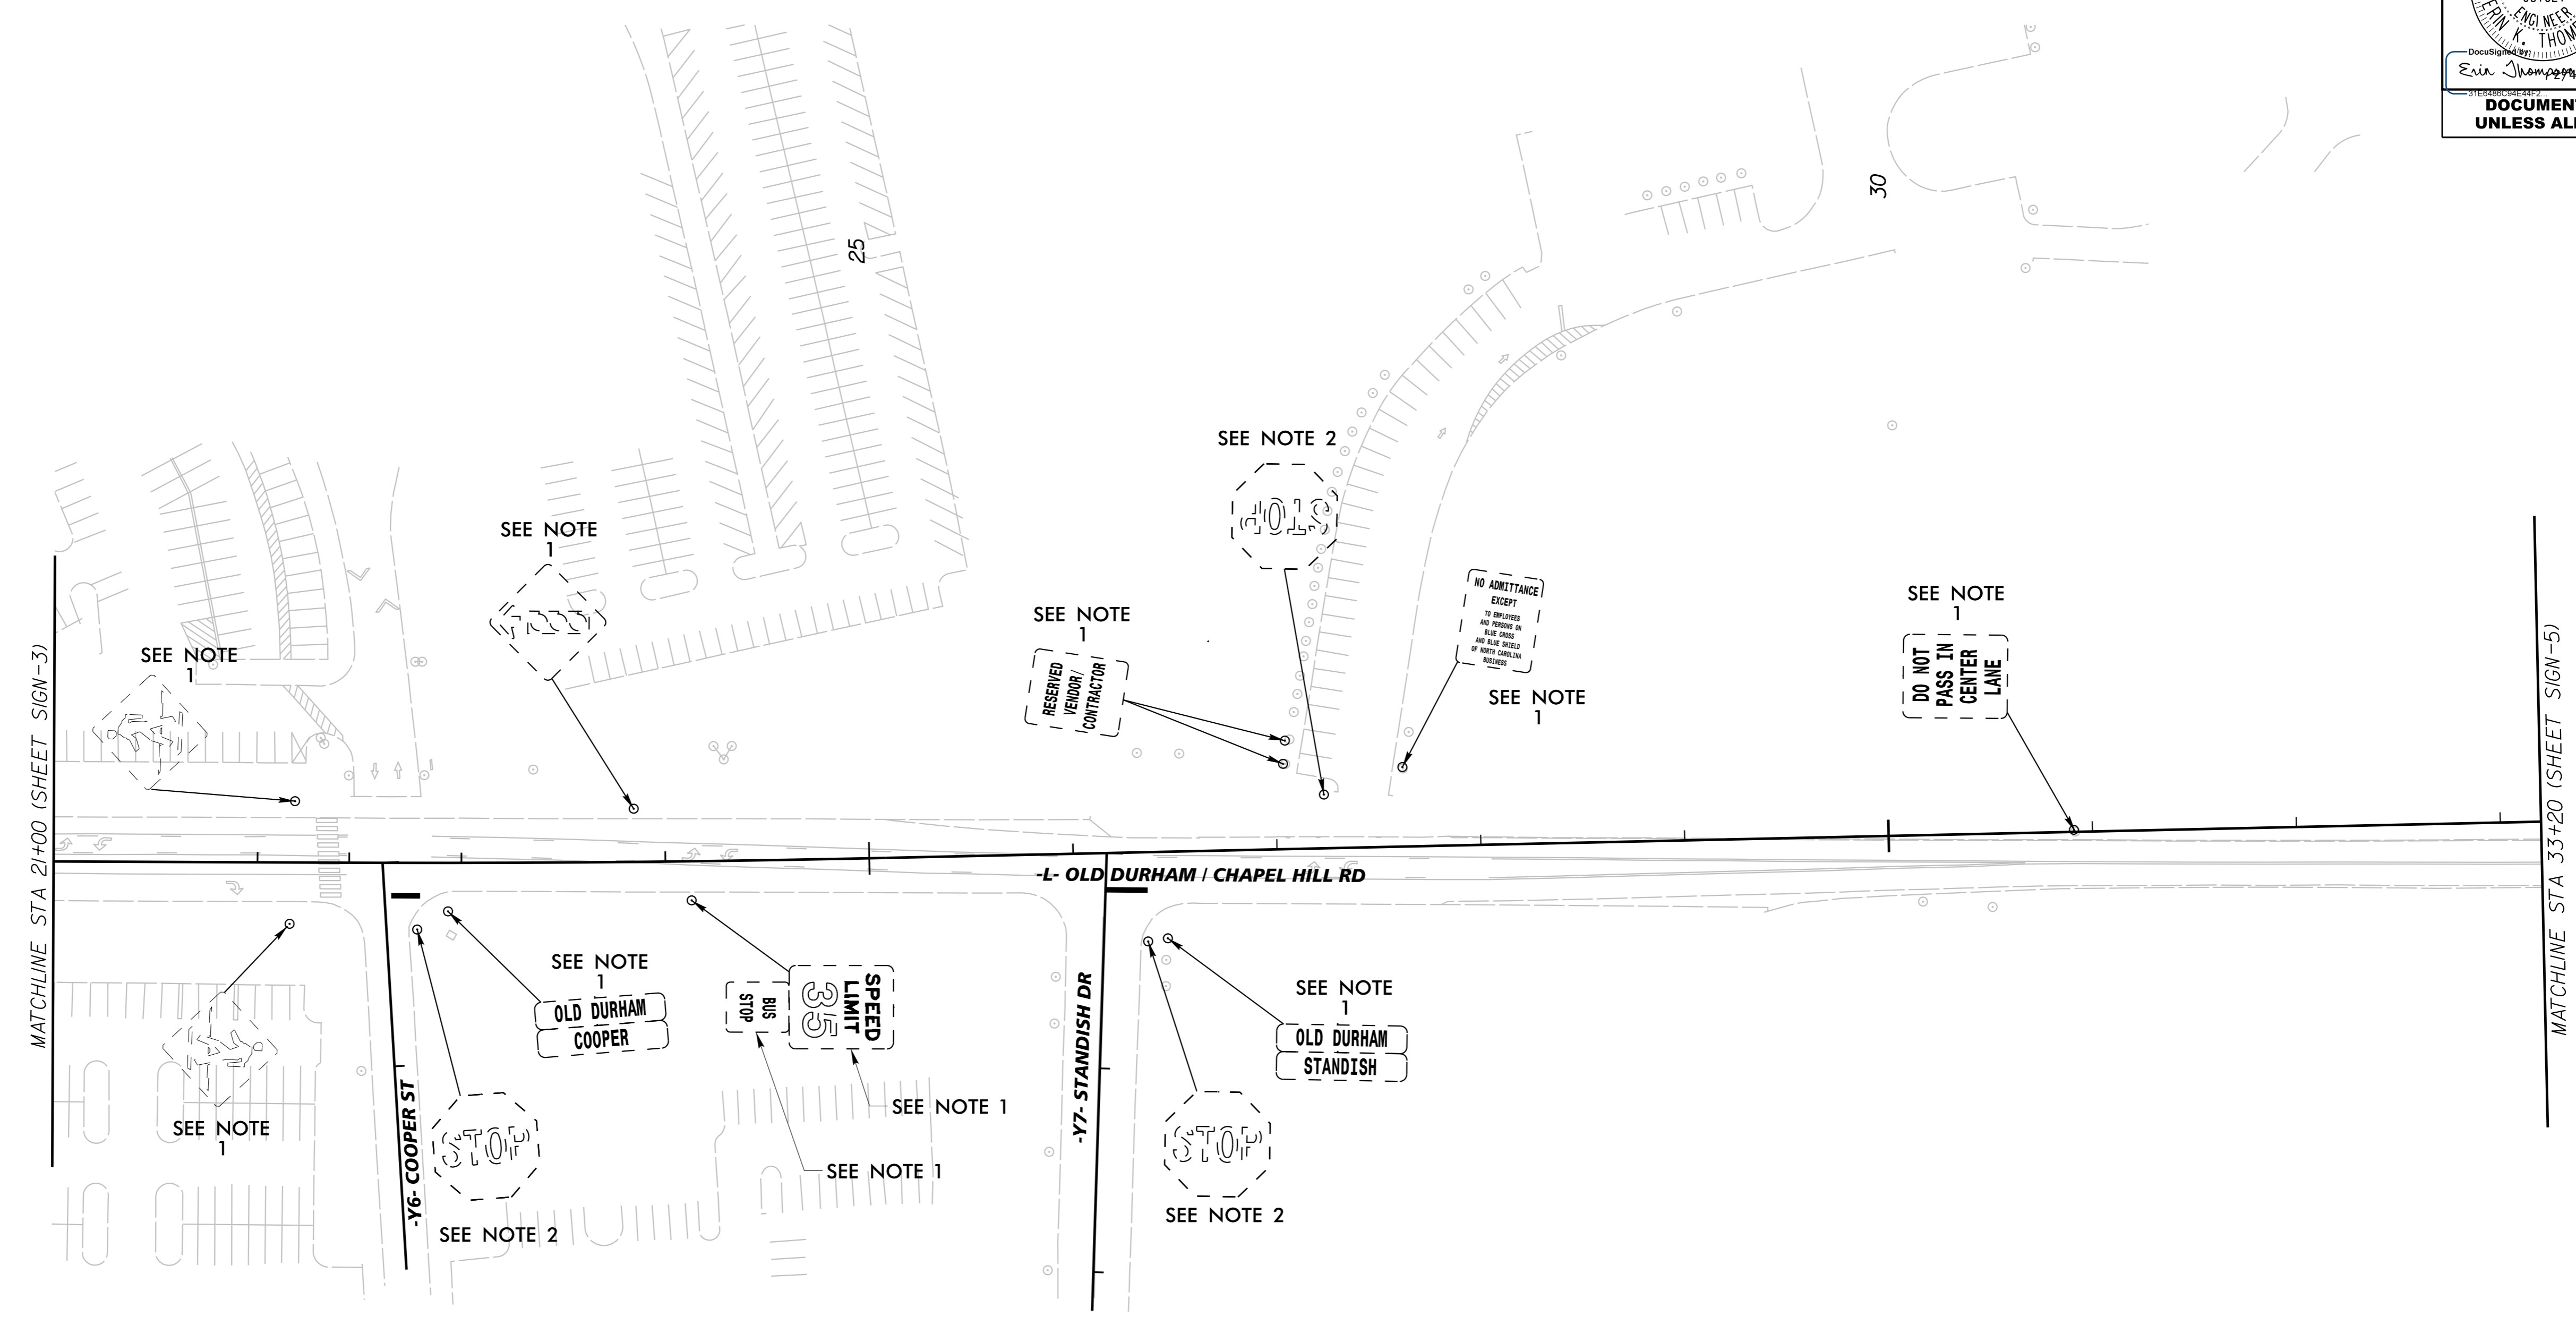 ENGINEER
ERIN K. THOM
DocuSigned by:
Erin Thompson
31E6486C94E44F2...
DOCUMEN
UNLESS ALL
25
30
SEE NOTE 2
STOP
SEE NOTE
1
SEE NOTE
1
SEE NOTE
1
RESERVED
VENDOR/
CONTRACTOR
NO ADMITTANCE
EXCEPT
TO EMPLOYEES
AND PERSONS ON
BLUE CROSS
AND BLUE SHIELD
OF NORTH CAROLINA
BUSINESS
SEE NOTE
1
SEE NOTE
1
DO NOT
PASS IN
CENTER
LANE
MATCHLINE STA 21+00 (SHEET SIGN-3)
MATCHLINE STA 33+20 (SHEET SIGN-5)
-L- OLD DURHAM / CHAPEL HILL RD
SEE NOTE
1
OLD DURHAM
COOPER
BUS
STOP
SPEED
LIMIT
35
SEE NOTE
1
OLD DURHAM
STANDISH
-Y6- COOPER ST
-Y7- STANDISH DR
SEE NOTE 1
SEE NOTE 1
SEE NOTE
1
STOP
SEE NOTE 2
STOP
SEE NOTE 2